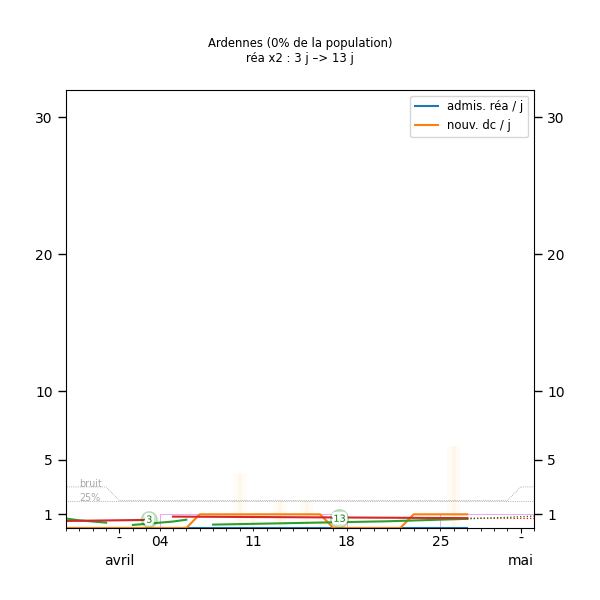 Ardennes (0% de la population)
réa x2 : 3 j –> 13 j
admis. réa / j
nouv. dc / j
30
30
20
20
10
10
5
5
bruit
25%
1
1
3
13
-
04
11
18
25
-
avril
mai